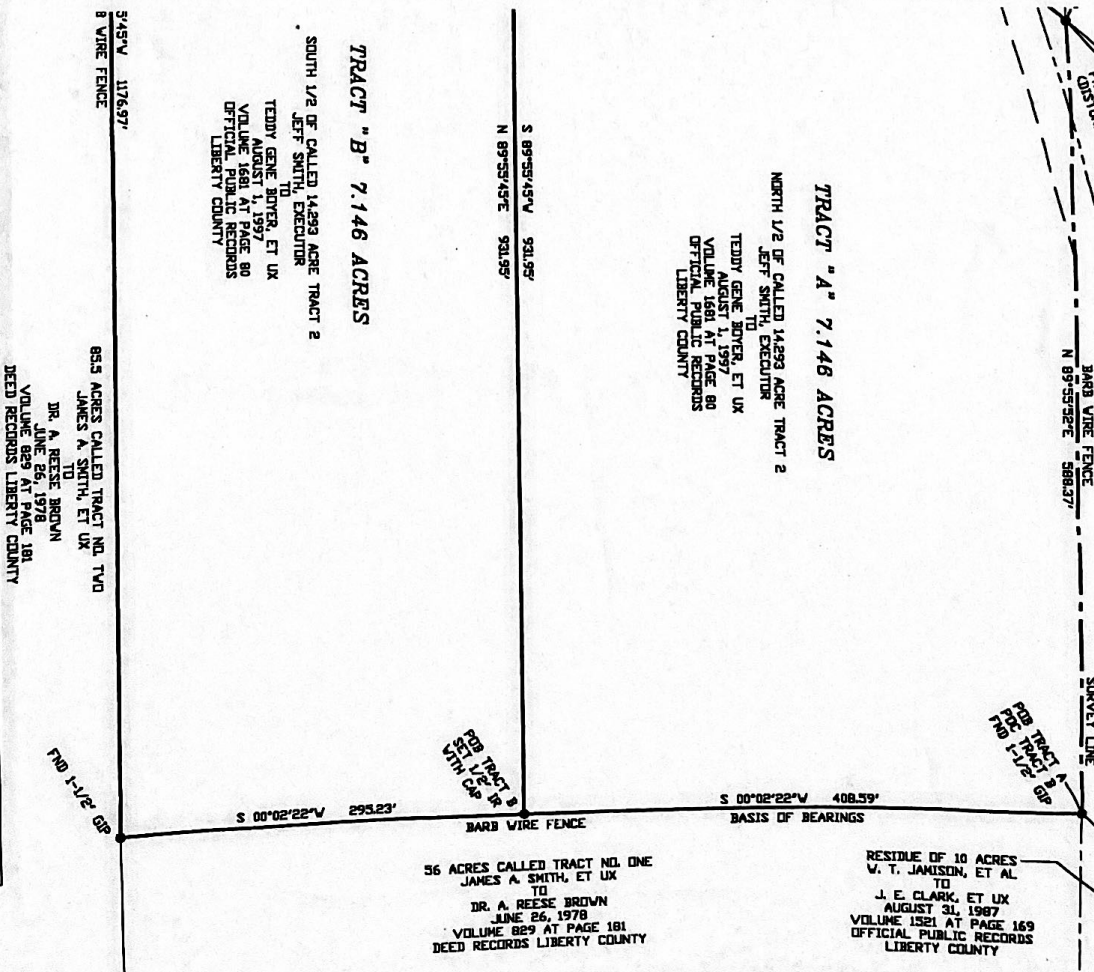 BARB WIRE FENCE
N 89°55'52"E 588.37'
SURVEY LINE
TRACT "A" 7.146 ACRES
NORTH 1/2 OF CALLED 14.293 ACRE TRACT 2
JEFF SMITH, EXECUTOR
TO
TEDDY GENE BOYER, ET UX
AUGUST 1, 1997
VOLUME 1681 AT PAGE 80
OFFICIAL PUBLIC RECORDS
LIBERTY COUNTY
POB TRACT A
POC TRACT B
FND 1-1/2" GIP
S 89°55'45"W 931.95'
N 89°55'45"E 931.95'
TRACT "B" 7.146 ACRES
SOUTH 1/2 OF CALLED 14.293 ACRE TRACT 2
JEFF SMITH, EXECUTOR
TO
TEDDY GENE BOYER, ET UX
AUGUST 1, 1997
VOLUME 1681 AT PAGE 80
OFFICIAL PUBLIC RECORDS
LIBERTY COUNTY
POB TRACT B
SET 1/2" IR
WITH CAP
5'45"W 1176.97'
B WIRE FENCE
85.5 ACRES CALLED TRACT NO. TWO
JAMES A. SMITH, ET UX
TO
DR. A. REESE BROWN
JUNE 26, 1978
VOLUME 829 AT PAGE 181
DEED RECORDS LIBERTY COUNTY
FND 1-1/2" GIP
S 00°02'22"W 295.23'
BARB WIRE FENCE
S 00°02'22"W 408.59'
BASIS OF BEARINGS
56 ACRES CALLED TRACT NO. ONE
JAMES A. SMITH, ET UX
TO
DR. A. REESE BROWN
JUNE 26, 1978
VOLUME 829 AT PAGE 181
DEED RECORDS LIBERTY COUNTY
RESIDUE OF 10 ACRES
W. T. JAMISON, ET AL
TO
J. E. CLARK, ET UX
AUGUST 31, 1987
VOLUME 1521 AT PAGE 169
OFFICIAL PUBLIC RECORDS
LIBERTY COUNTY